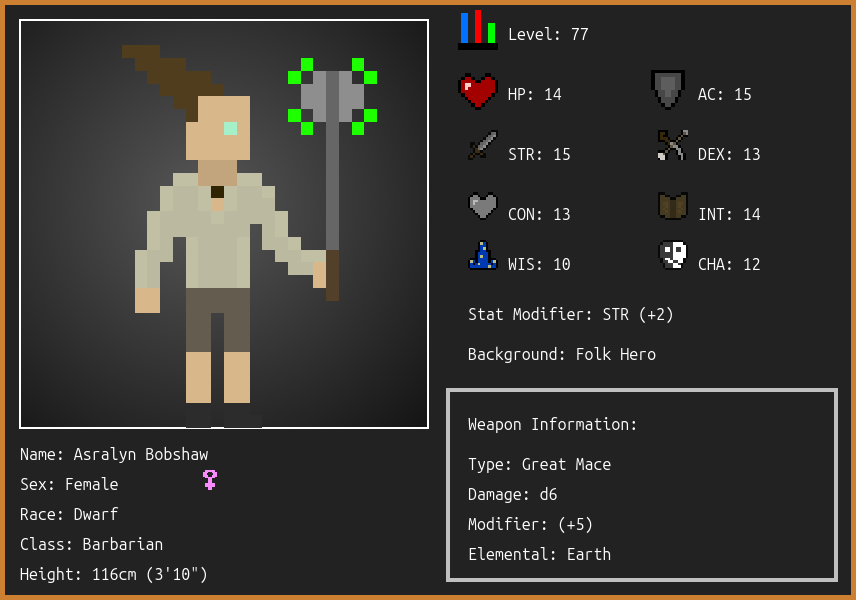 Level: 77
HP: 14
AC: 15
STR: 15
DEX: 13
CON: 13
INT: 14
WIS: 10
CHA: 12
Stat Modifier: STR (+2)
Background: Folk Hero
Weapon Information:
Type: Great Mace
Damage: d6
Modifier: (+5)
Elemental: Earth
Name: Asralyn Bobshaw
Sex: Female
Race: Dwarf
Class: Barbarian
Height: 116cm (3'10")